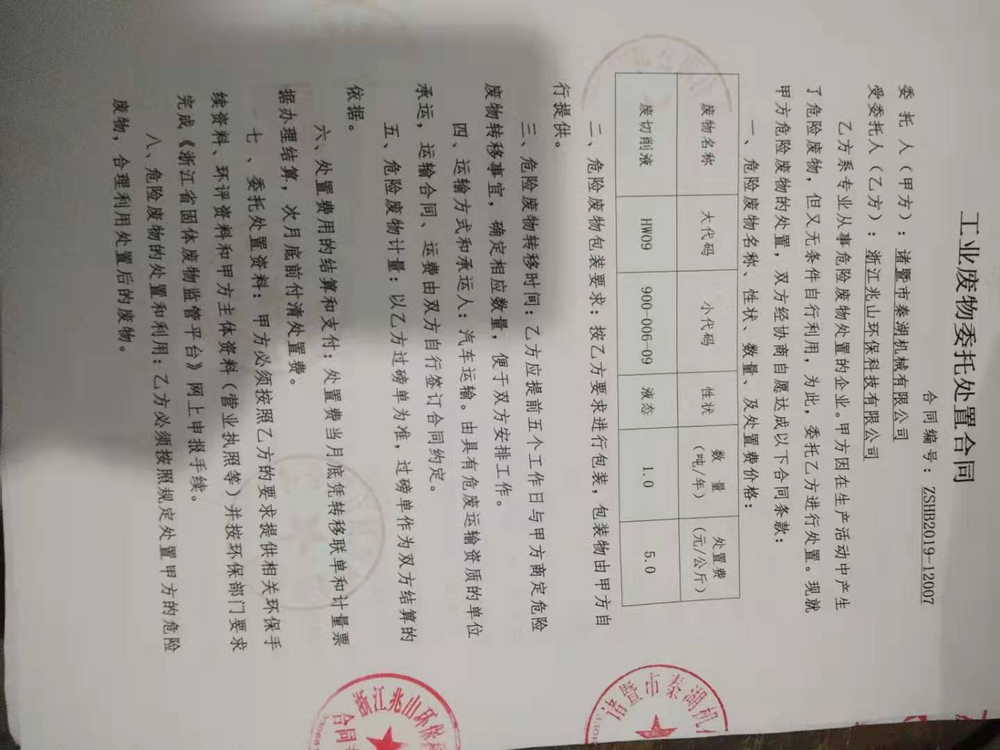 工业废物委托处置合同
合同编号：ZSHB2019-12007
委 托 人（甲方）：诸暨市秦湖机械有限公司
受委托人（乙方）：浙江兆山环保科技有限公司
乙方系专业从事危险废物处置的企业。甲方因在生产活动中产生
了危险废物，但又无条件自行利用，为此，委托乙方进行处置。现就
甲方危险废物的处置，双方经协商自愿达成以下合同条款：
一、危险废物名称、性状、数量、及处置费价格：
废物名称 大代码 小代码 性状 数 量 处置费
（吨/年） （元/公斤）
废切削液 HW09 900-006-09 液态 1.0 5.0
二、危险废物包装要求：按乙方要求进行包装，包装物由甲方自
行提供。
三、危险废物转移时间：乙方应提前五个工作日与甲方商定危险
废物转移事宜，确定相应数量，便于双方安排工作。
四、运输方式和承运人：汽车运输。由具有危废运输资质的单位
承运，运输合同、运费由双方自行签订合同约定。
五、危险废物计量：以乙方过磅单为准，过磅单作为双方结算的
依据。
六、处置费用的结算和支付：处置费当月底凭转移联单和计量票
据办理结算，次月底前付清处置费。
七、委托处置资料：甲方必须按照乙方的要求提供相关环保手
续资料、环评资料和甲方主体资料（营业执照等）并按环保部门要求
完成《浙江省固体废物监管平台》网上申报手续。
八、危险废物的处置和利用：乙方必须按照规定处置甲方的危险
废物，合理利用处置后的废物。
诸暨市秦湖机
浙江兆山环保
合同